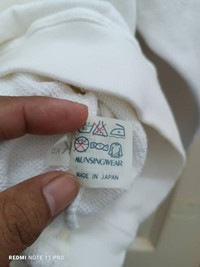 MUNSINGWEAR
MADE IN JAPAN
REDMI NOTE 11 PRO